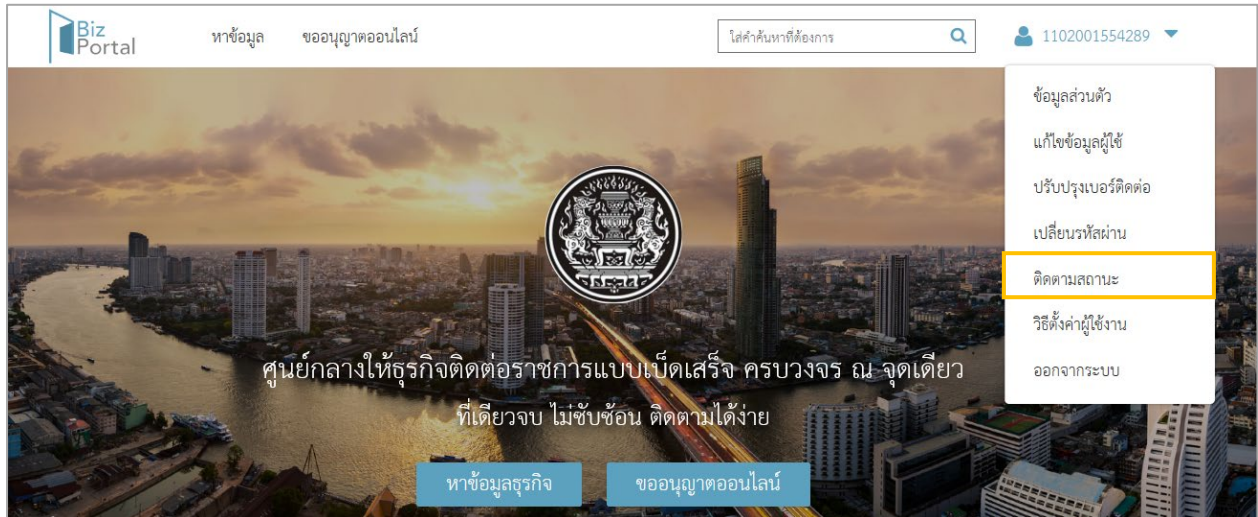 Biz
Portal
หาข้อมูล
ขออนุญาตออนไลน์
ใส่คำค้นหาที่ต้องการ
1102001554289
ข้อมูลส่วนตัว
แก้ไขข้อมูลผู้ใช้
ปรับปรุงเบอร์ติดต่อ
เปลี่ยนรหัสผ่าน
ติดตามสถานะ
วิธีตั้งค่าผู้ใช้งาน
ออกจากระบบ
ศูนย์กลางให้ธุรกิจติดต่อราชการแบบเบ็ดเสร็จ ครบวงจร ณ จุดเดียว
ที่เดียวจบ ไม่ซับซ้อน ติดตามได้ง่าย
หาข้อมูลธุรกิจ
ขออนุญาตออนไลน์